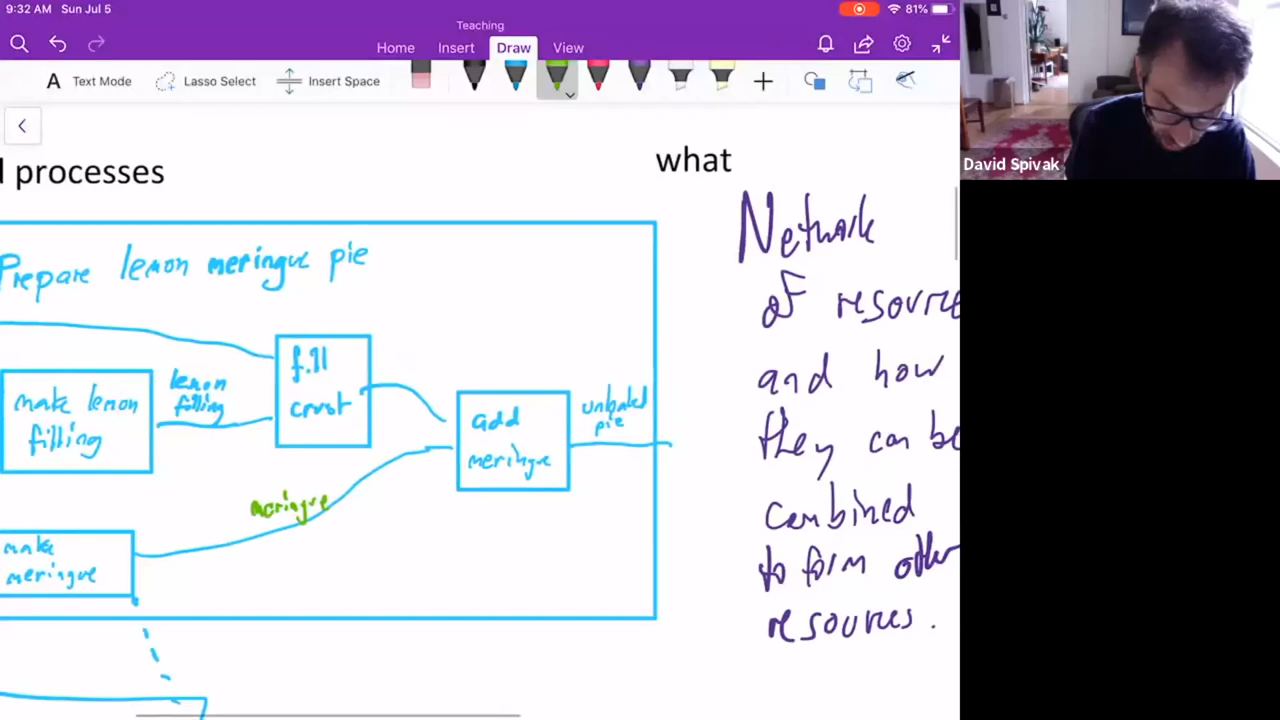 9:32 AM Sun Jul 5
81%
Teaching
Home Insert Draw View
A Text Mode Lasso Select Insert Space
David Spivak
l processes
what
Prepare lemon meringue pie
make lemon
filling
lemon
filling
fill
crust
add
meringue
unbaked
pie
meringue
make
meringue
Network
of resource
and how
they can be
combined
to form other
resources.